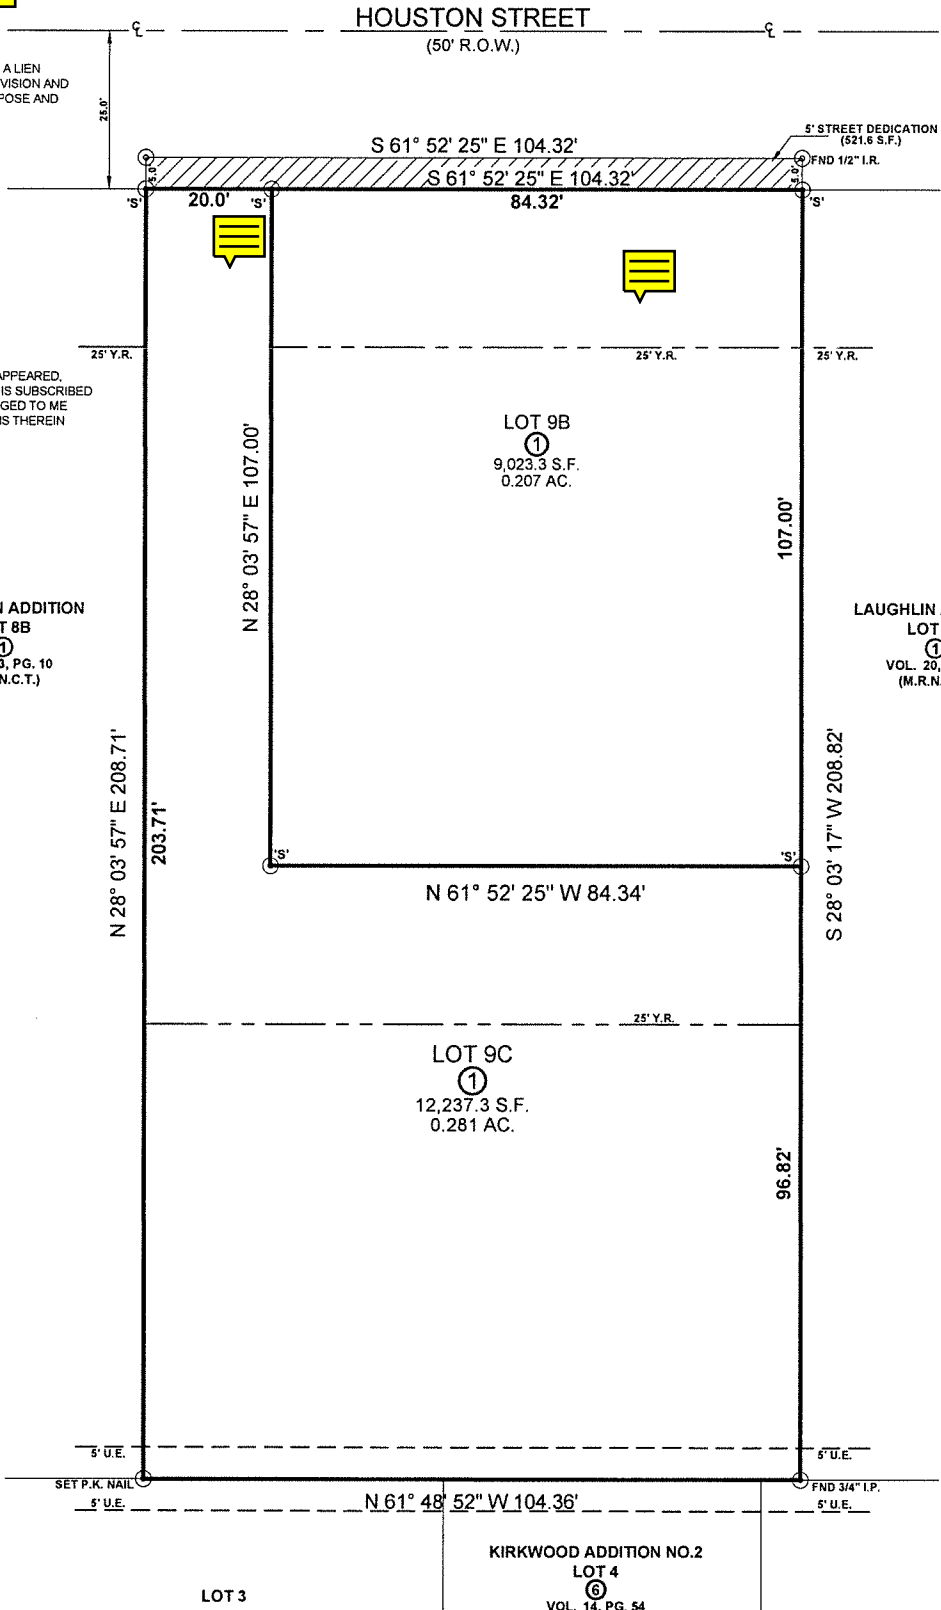 HOUSTON STREET
(50' R.O.W.)
A LIEN
VISION AND
POSE AND
25.0'
5' STREET DEDICATION
(521.6 S.F.)
S 61° 52' 25" E 104.32'
FND 1/2" I.R.
5.0'
S 61° 52' 25" E 104.32'
5.0'
'S'
20.0'
'S'
84.32'
'S'
25' Y.R.
25' Y.R.
25' Y.R.
APPEARED,
IS SUBSCRIBED
GED TO ME
IS THEREIN
LOT 9B
1
9,023.3 S.F.
0.207 AC.
N 28° 03' 57" E 107.00'
107.00'
N ADDITION
T 8B
1
3, PG. 10
N.C.T.)
LAUGHLIN
LOT
1
VOL. 20,
(M.R.N.
N 28° 03' 57" E 208.71'
203.71'
S 28° 03' 17" W 208.82'
'S'
'S'
N 61° 52' 25" W 84.34'
25' Y.R.
LOT 9C
1
12,237.3 S.F.
0.281 AC.
96.82'
5' U.E.
5' U.E.
SET P.K. NAIL
FND 3/4" I.P.
5' U.E.
N 61° 48' 52" W 104.36'
5' U.E.
KIRKWOOD ADDITION NO.2
LOT 4
6
VOL. 14, PG. 54
LOT 3